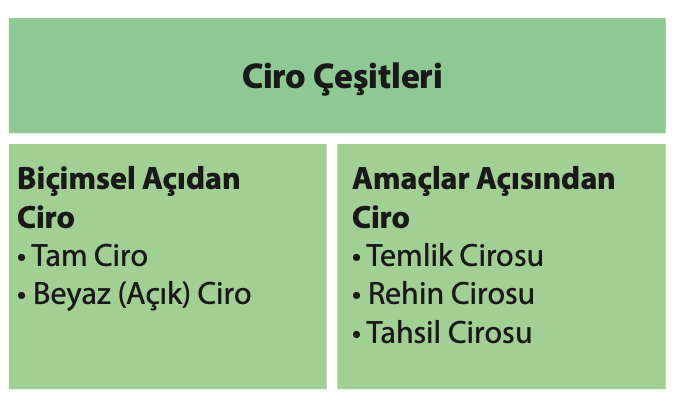 Ciro Çeşitleri
Biçimsel Açıdan
Ciro
• Tam Ciro
• Beyaz (Açık) Ciro
Amaçlar Açısından
Ciro
• Temlik Cirosu
• Rehin Cirosu
• Tahsil Cirosu